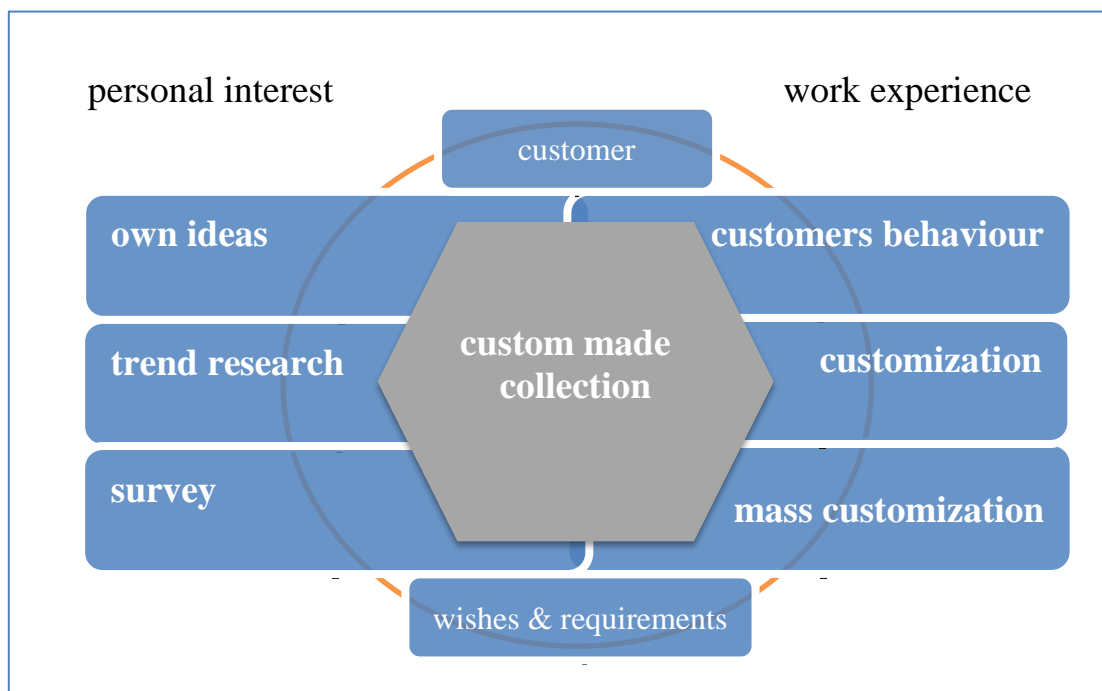 personal interest
work experience
customer
own ideas
customers behaviour
custom made
collection
trend research
customization
survey
mass customization
wishes & requirements